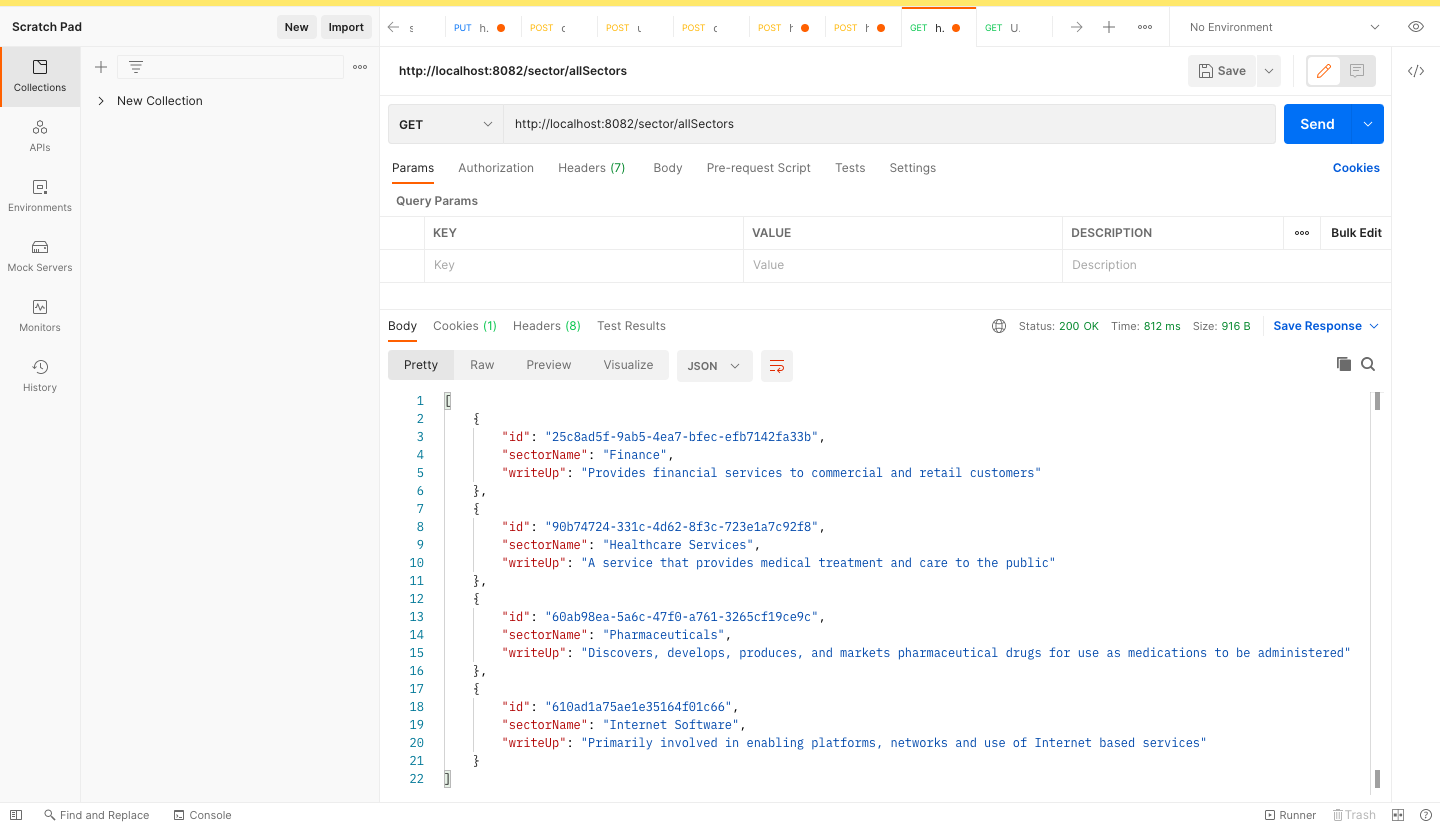 Scratch Pad
New
Import
PUT h.
POST
POST
POST
POST
POST
GET h.
GET U.
No Environment
Collections
APIs
Environments
Mock Servers
Monitors
History
New Collection
http://localhost:8082/sector/allSectors
Save
GET
http://localhost:8082/sector/allSectors
Send
Params Authorization Headers (7) Body Pre-request Script Tests Settings
Cookies
Query Params
KEY VALUE DESCRIPTION
Bulk Edit
Key Value Description
Body Cookies (1) Headers (8) Test Results
Status: 200 OK Time: 812 ms Size: 916 B
Save Response
Pretty Raw Preview Visualize
JSON
1 [
2 {
3 "id": "25c8ad5f-9ab5-4ea7-bfec-efb7142fa33b",
4 "sectorName": "Finance",
5 "writeUp": "Provides financial services to commercial and retail customers"
6 },
7 {
8 "id": "90b74724-331c-4d62-8f3c-723e1a7c92f8",
9 "sectorName": "Healthcare Services",
10 "writeUp": "A service that provides medical treatment and care to the public"
11 },
12 {
13 "id": "60ab98ea-5a6c-47f0-a761-3265cf19ce9c",
14 "sectorName": "Pharmaceuticals",
15 "writeUp": "Discovers, develops, produces, and markets pharmaceutical drugs for use as medications to be administered"
16 },
17 {
18 "id": "610ad1a75ae1e35164f01c66",
19 "sectorName": "Internet Software",
20 "writeUp": "Primarily involved in enabling platforms, networks and use of Internet based services"
21 }
22 ]
Find and Replace
Console
Runner
Trash